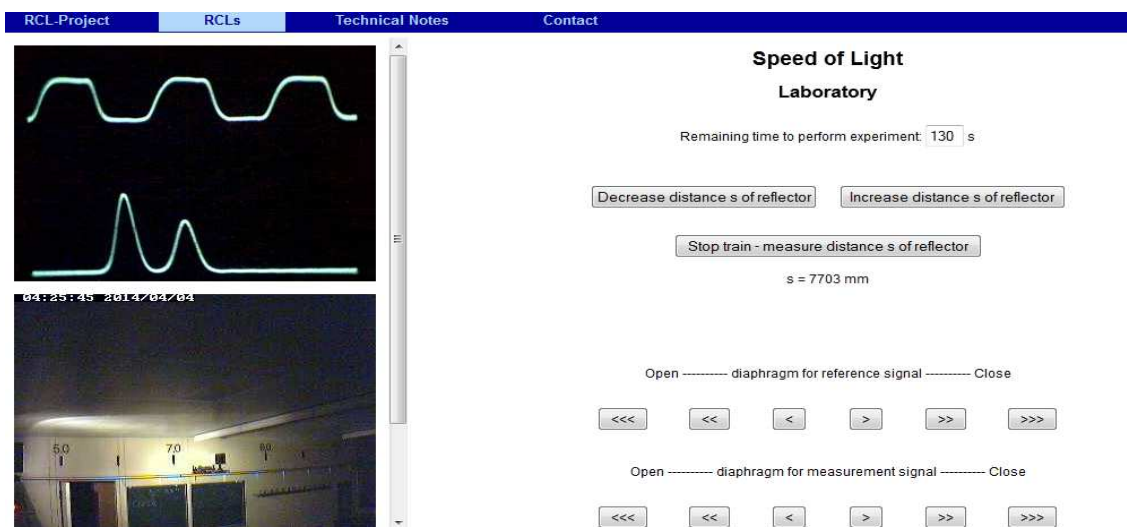 RCL-Project RCLs Technical Notes Contact
Speed of Light
Laboratory
Remaining time to perform experiment: 130 s
Decrease distance s of reflector Increase distance s of reflector
Stop train - measure distance s of reflector
s = 7703 mm
04:25:45 2014/04/04
Open ---------- diaphragm for reference signal ---------- Close
<<< << < > >> >>>
5.0 7.0
Open ---------- diaphragm for measurement signal ---------- Close
<<< << < > >> >>>